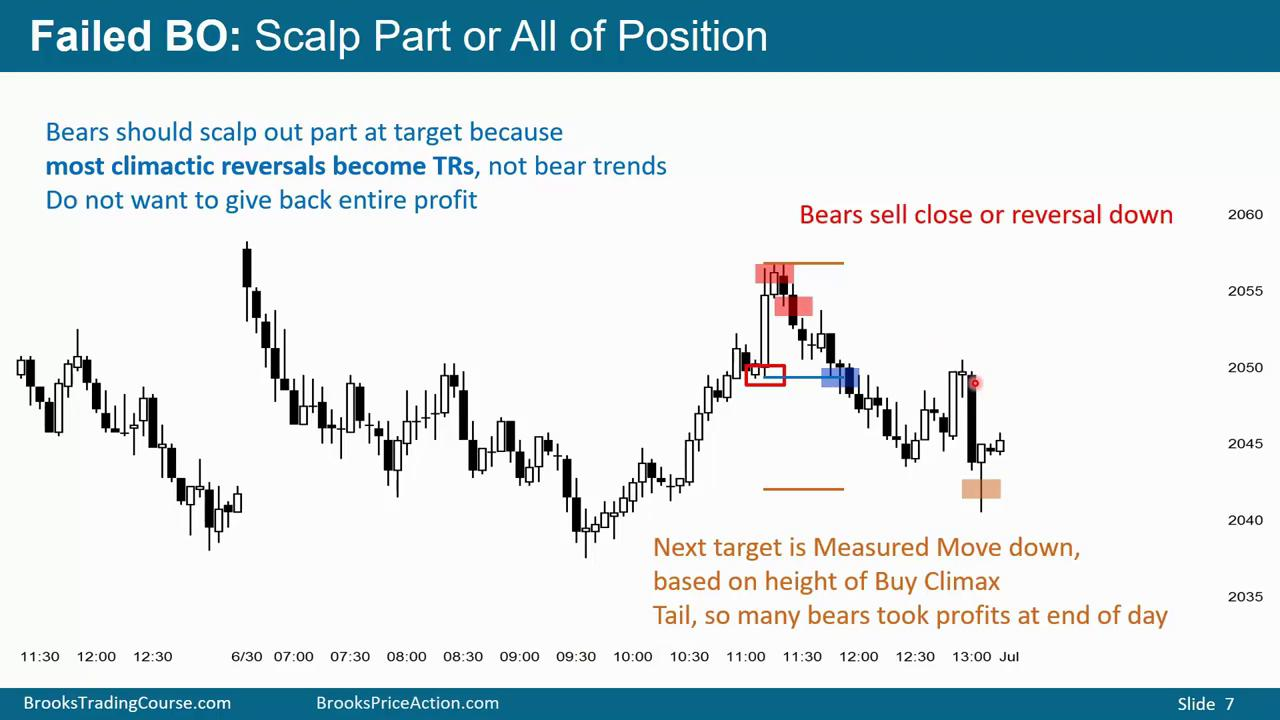 Failed BO: Scalp Part or All of Position
Bears should scalp out part at target because
most climactic reversals become TRs, not bear trends
Do not want to give back entire profit
Bears sell close or reversal down
2060
2055
2050
2045
2040
2035
Next target is Measured Move down,
based on height of Buy Climax
Tail, so many bears took profits at end of day
11:30 12:00 12:30 6/30 07:00 07:30 08:00 08:30 09:00 09:30 10:00 10:30 11:00 11:30 12:00 12:30 13:00 Jul
BrooksTradingCourse.com BrooksPriceAction.com Slide 7